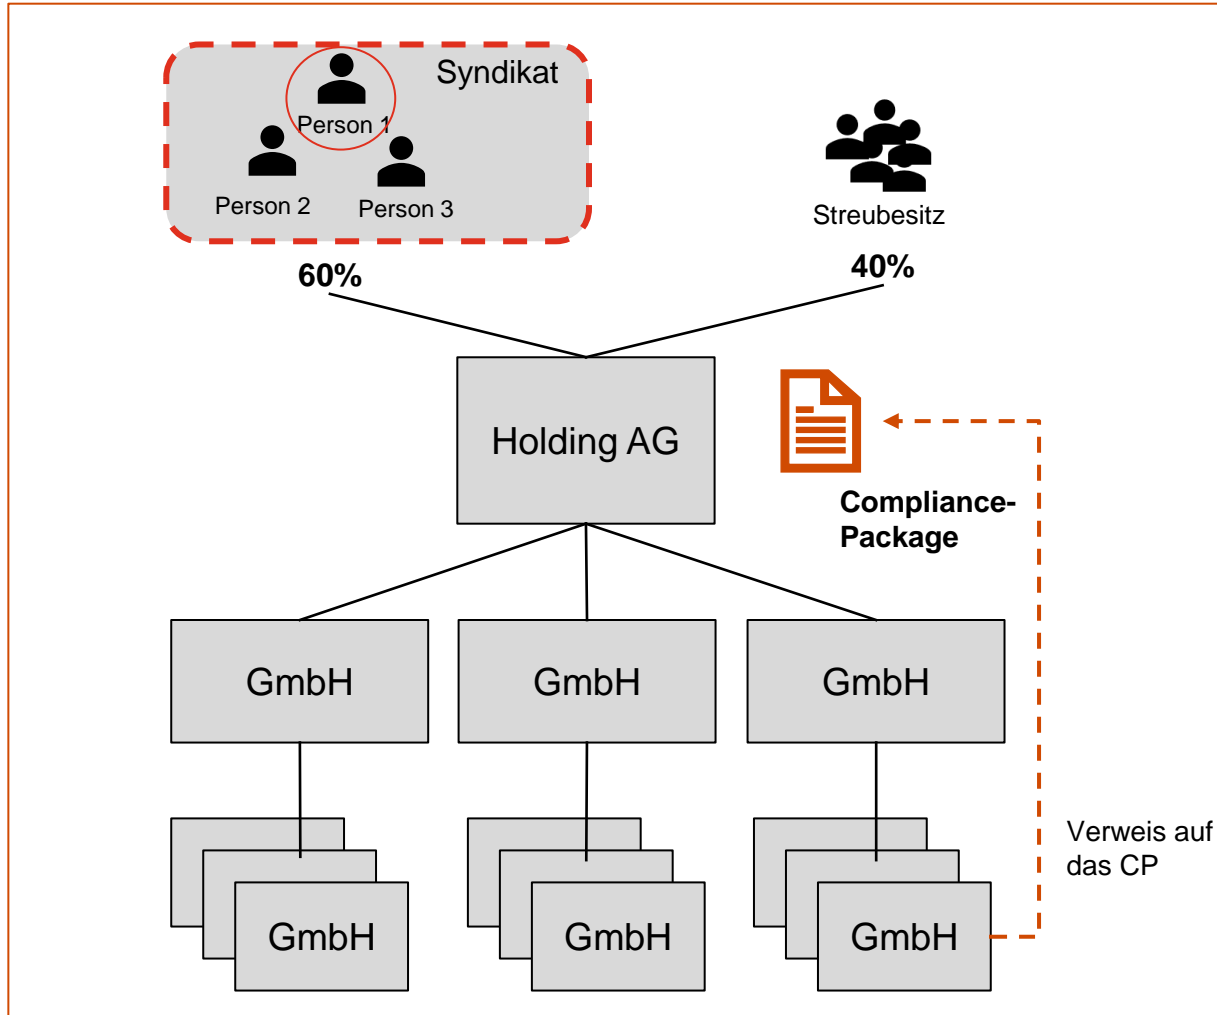 Syndikat
Person 1
Person 2
Person 3
Streubesitz
60%
40%
Holding AG
Compliance-
Package
GmbH
GmbH
GmbH
Verweis auf
das CP
GmbH
GmbH
GmbH